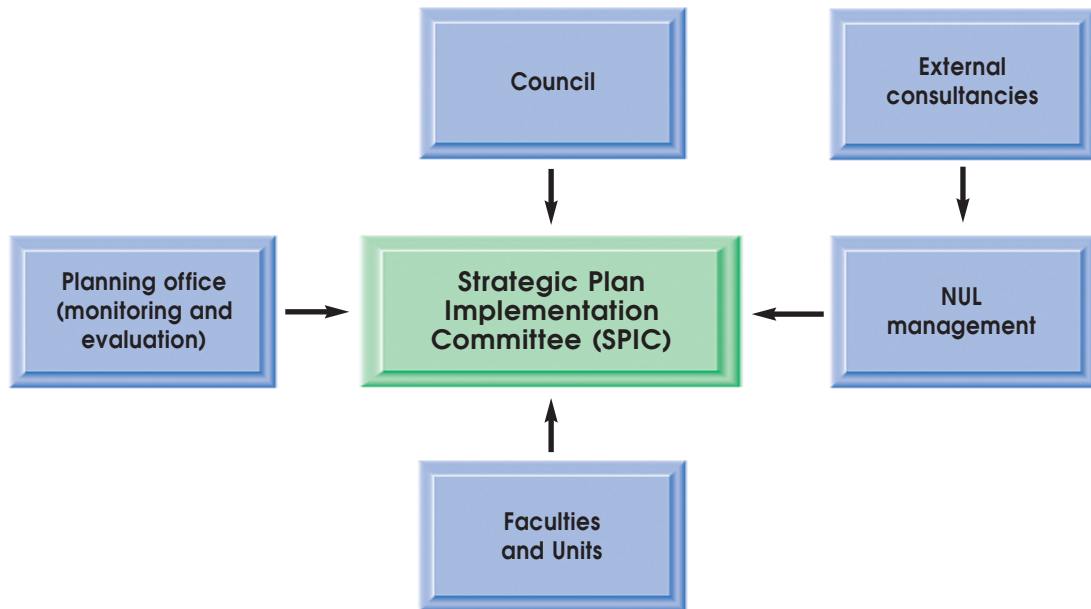 Council
External
consultancies
Planning office
(monitoring and
evaluation)
Strategic Plan
Implementation
Committee (SPIC)
NUL
management
Faculties
and Units